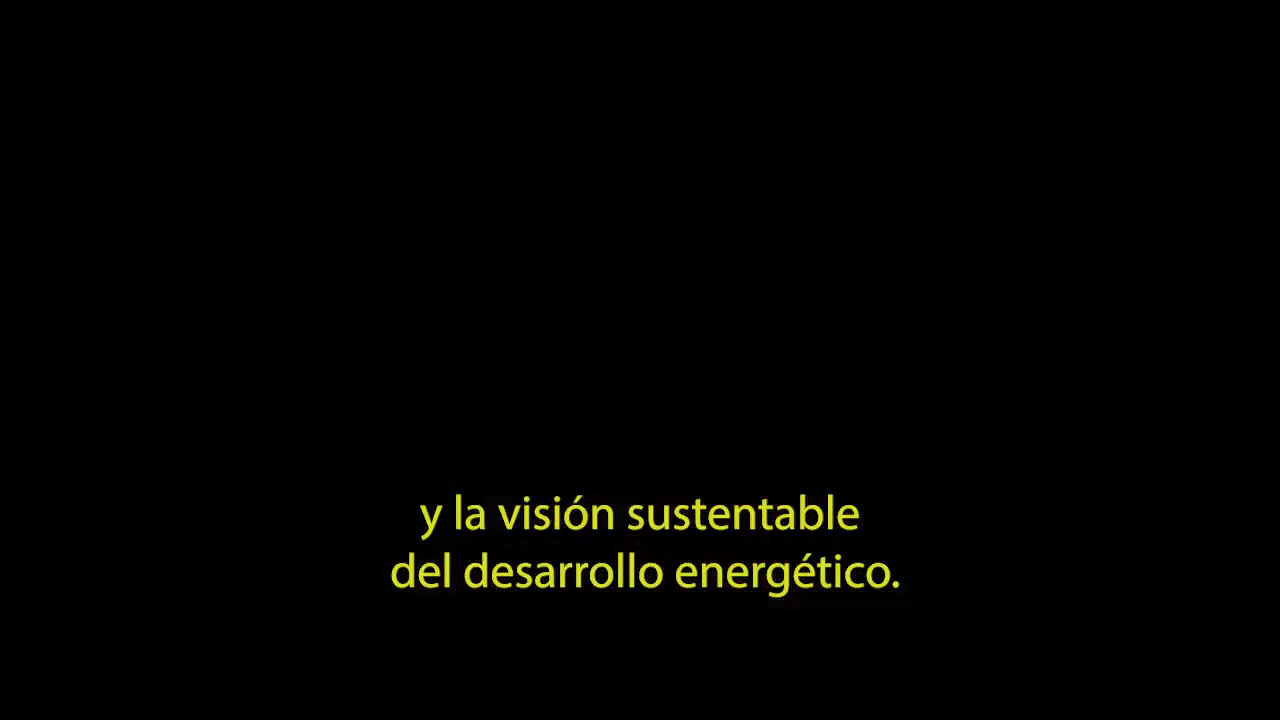 y la visión sustentable
del desarrollo energético.